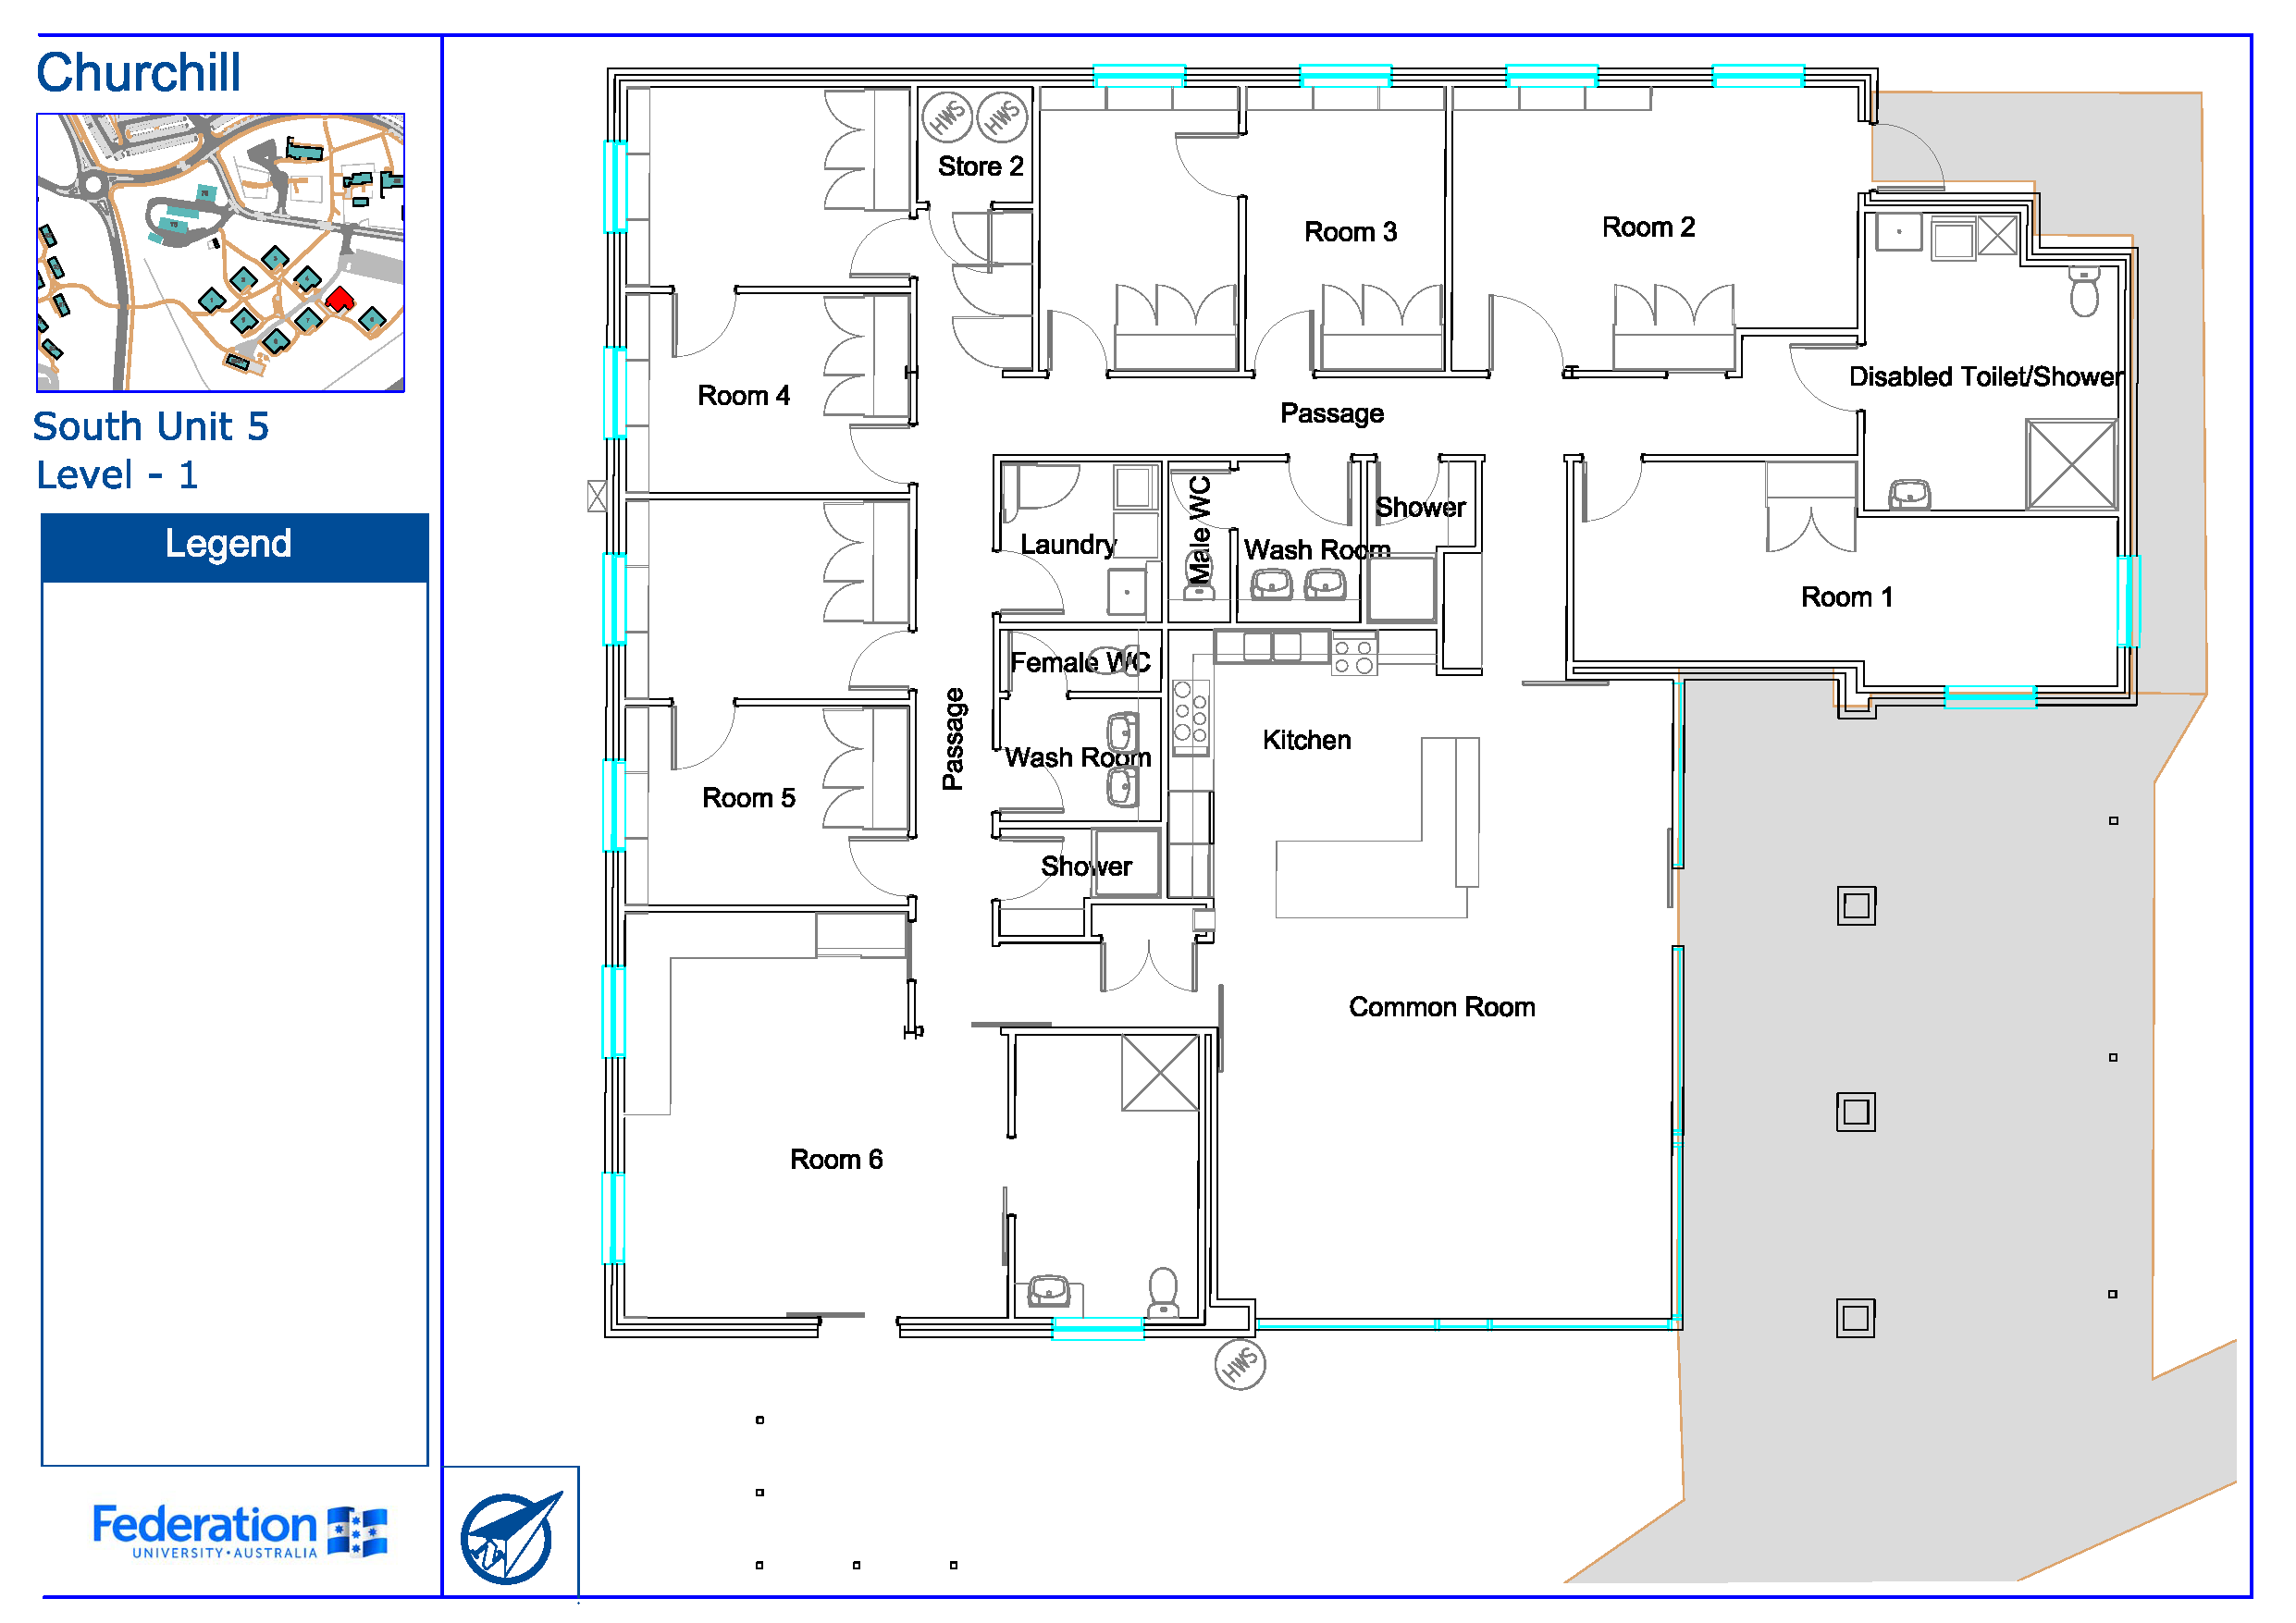 Churchill
South Unit 5
Level - 1
Legend
Federation
UNIVERSITY • AUSTRALIA
HWS
HWS
Store 2
Room 3
Room 2
Room 4
Disabled Toilet/Shower
Passage
Shower
Male WC
Laundry
Wash Room
Room 1
Female WC
Passage
Kitchen
Wash Room
Room 5
Shower
Common Room
Room 6
HWS